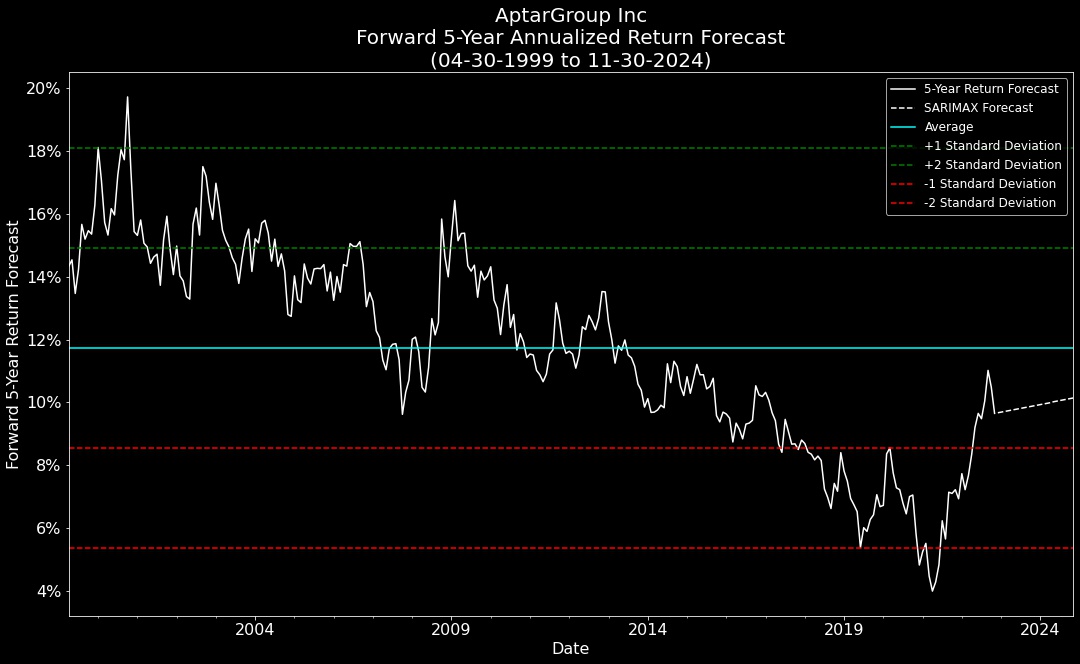 AptarGroup Inc
Forward 5-Year Annualized Return Forecast
(04-30-1999 to 11-30-2024)
5-Year Return Forecast
SARIMAX Forecast
Average
+1 Standard Deviation
+2 Standard Deviation
-1 Standard Deviation
-2 Standard Deviation
Forward 5-Year Return Forecast
20%
18%
16%
14%
12%
10%
8%
6%
4%
2004
2009
2014
2019
2024
Date